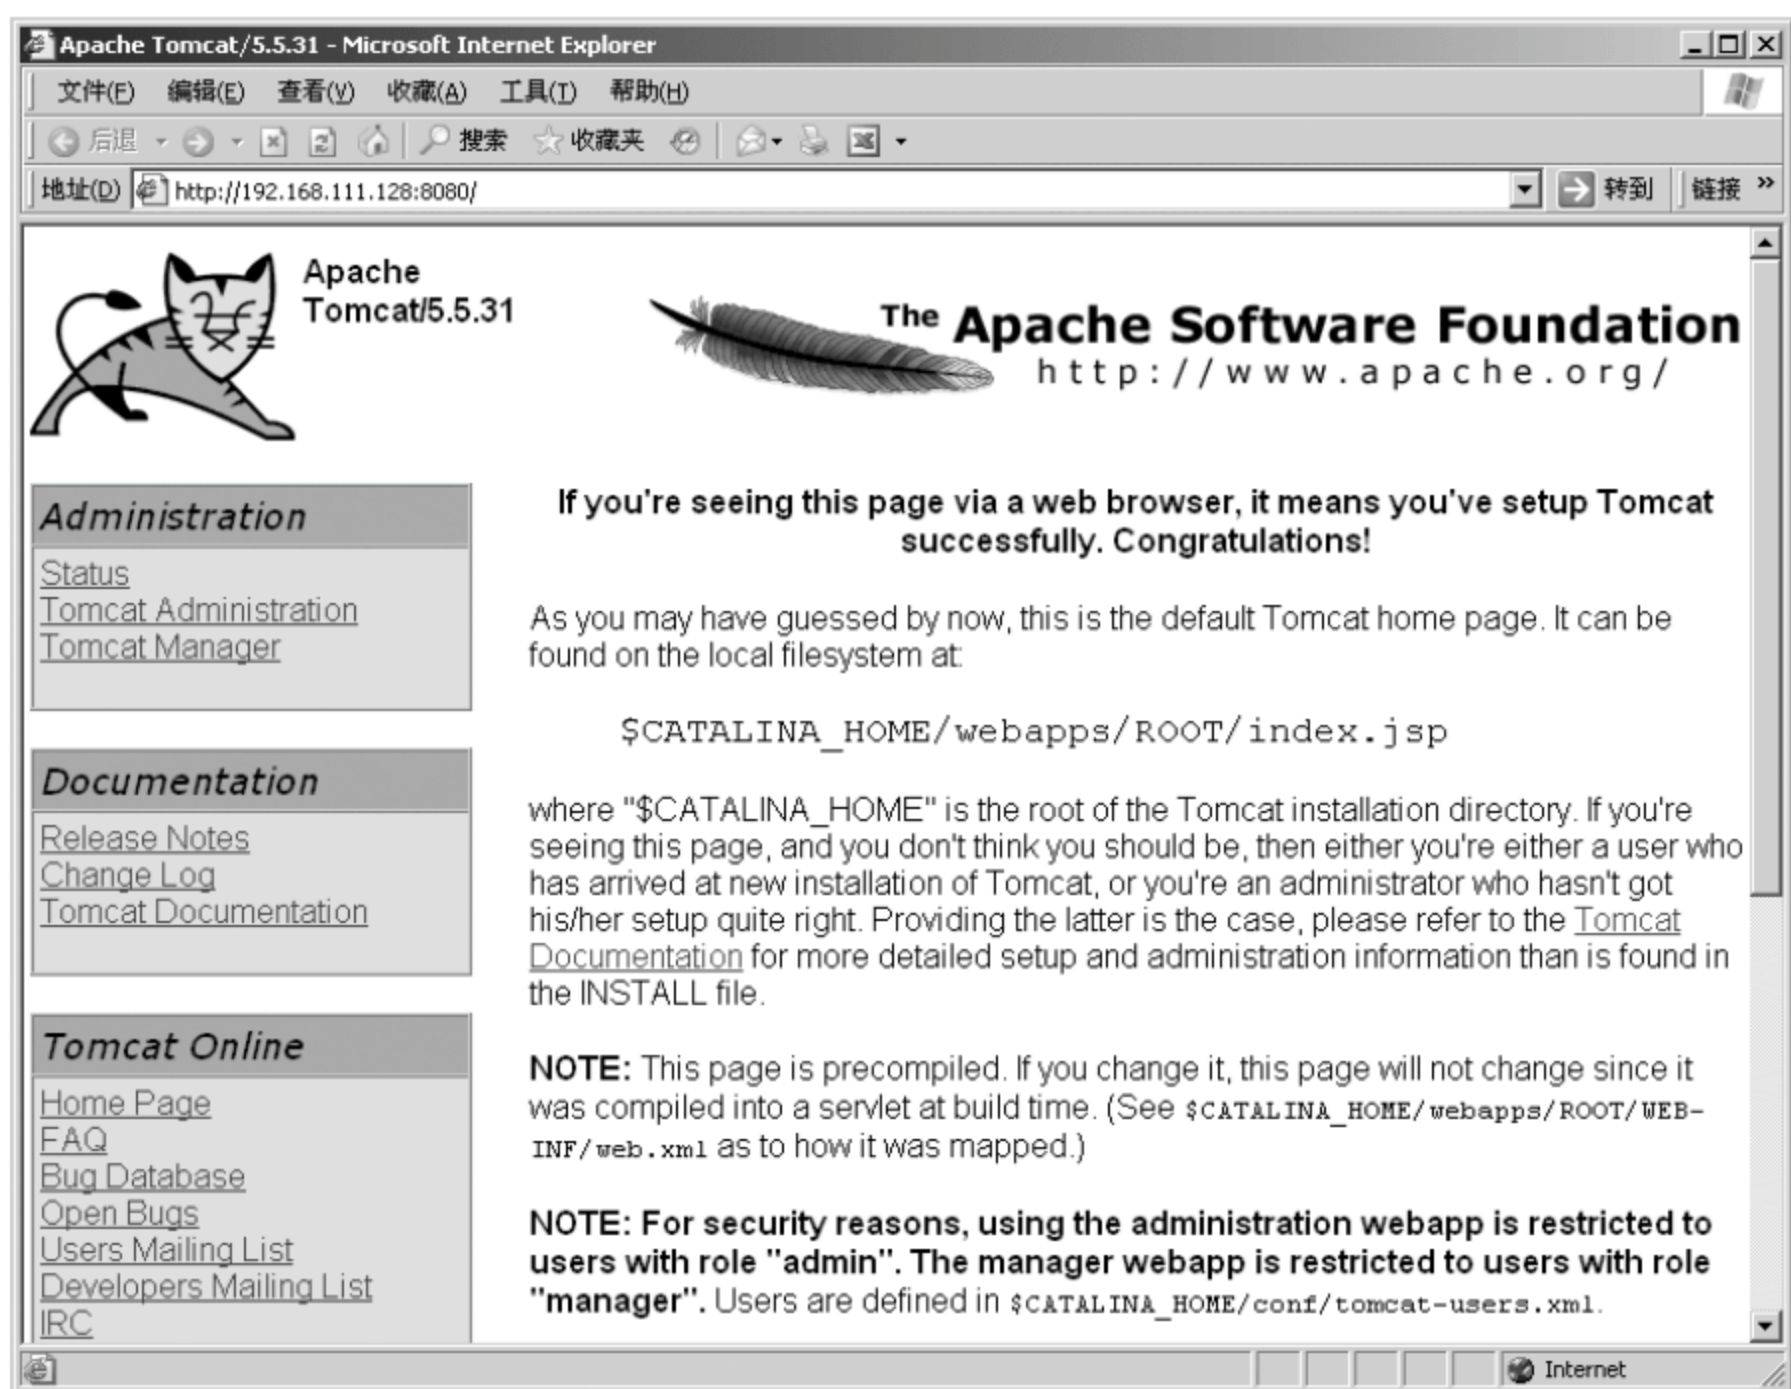 Apache Tomcat/5.5.31 - Microsoft Internet Explorer
文件(F) 编辑(E) 查看(V) 收藏(A) 工具(T) 帮助(H)
后退 搜索 收藏夹
地址(D) http://192.168.111.128:8080/ 转到 链接 »
Apache
Tomcat/5.5.31
The Apache Software Foundation
http://www.apache.org/
Administration
Status
Tomcat Administration
Tomcat Manager
Documentation
Release Notes
Change Log
Tomcat Documentation
Tomcat Online
Home Page
FAQ
Bug Database
Open Bugs
Users Mailing List
Developers Mailing List
IRC
If you're seeing this page via a web browser, it means you've setup Tomcat
successfully. Congratulations!
As you may have guessed by now, this is the default Tomcat home page. It can be
found on the local filesystem at:
$CATALINA_HOME/webapps/ROOT/index.jsp
where "$CATALINA_HOME" is the root of the Tomcat installation directory. If you're
seeing this page, and you don't think you should be, then either you're either a user who
has arrived at new installation of Tomcat, or you're an administrator who hasn't got
his/her setup quite right. Providing the latter is the case, please refer to the Tomcat
Documentation for more detailed setup and administration information than is found in
the INSTALL file.
NOTE: This page is precompiled. If you change it, this page will not change since it
was compiled into a servlet at build time. (See $CATALINA_HOME/webapps/ROOT/WEB-
INF/web.xml as to how it was mapped.)
NOTE: For security reasons, using the administration webapp is restricted to
users with role "admin". The manager webapp is restricted to users with role
"manager". Users are defined in $CATALINA_HOME/conf/tomcat-users.xml.
Internet